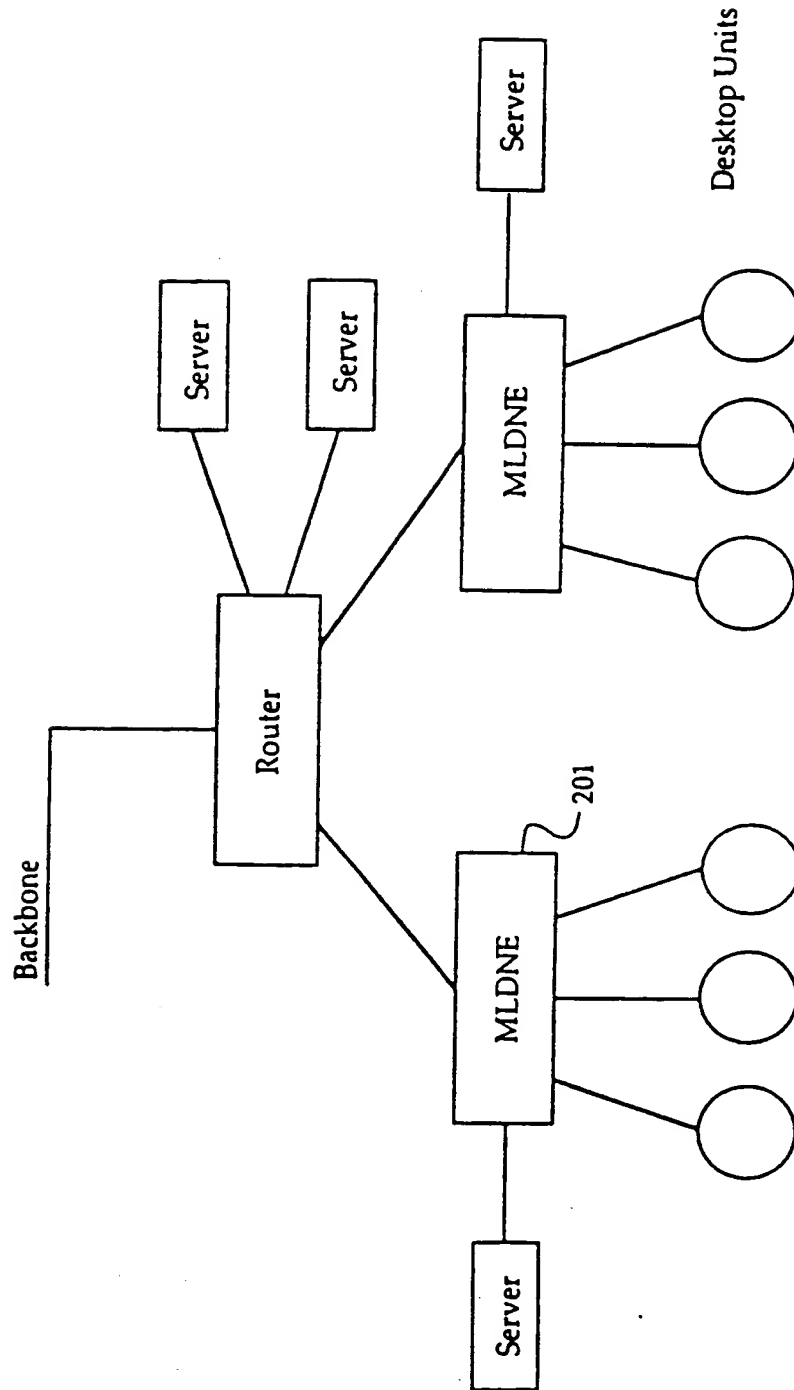 Backbone
Router
Server
Server
MLDNE
201
MLDNE
Server
Server
Desktop Units